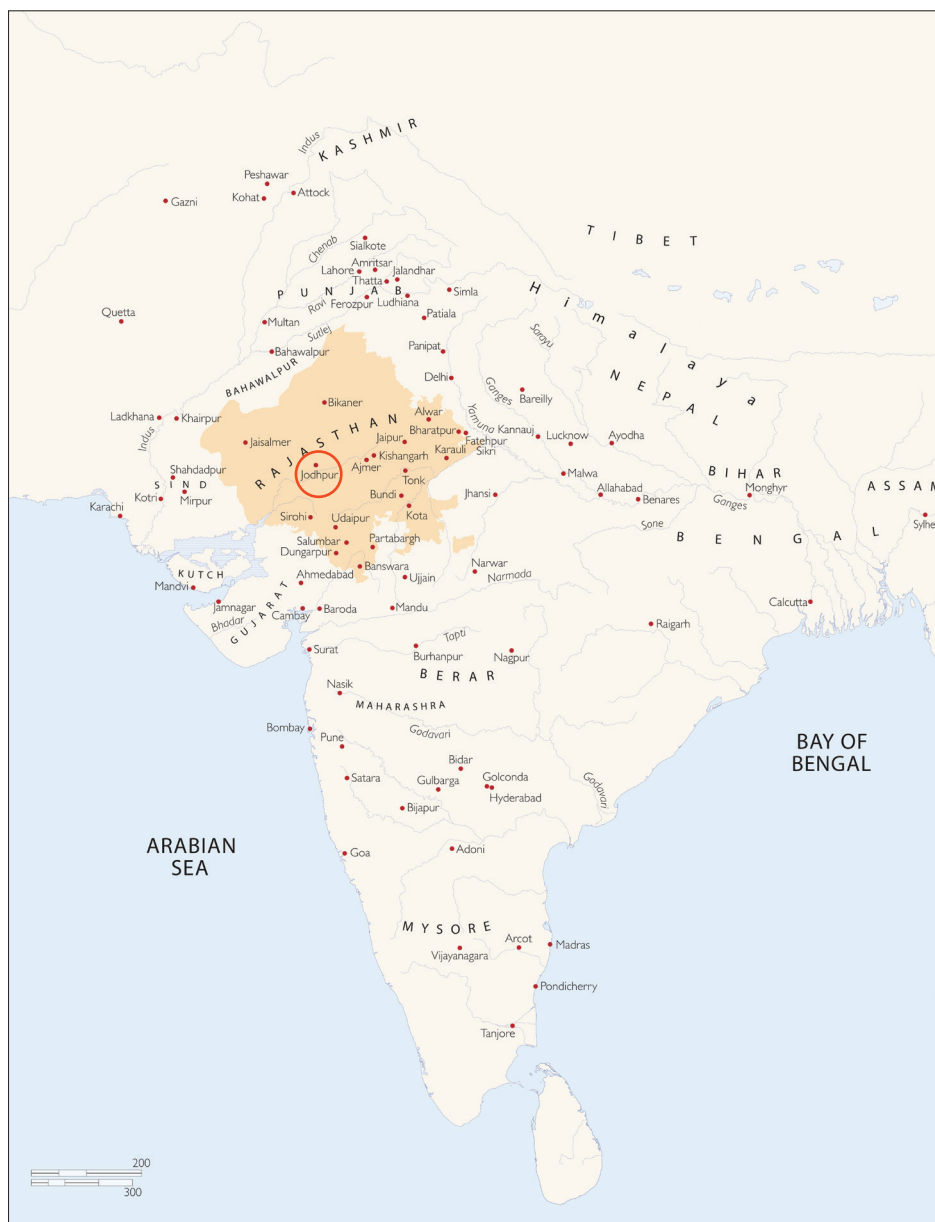 Indus
KASHMIR
Peshawar
Kohat
Attock
Gazni
TIBET
Chenab
Sialkote
Amritsar
Lahore
Jalandhar
Thatta
PUNJAB
Ravi
Ferozpur
Ludhiana
Simla
Himalaya
Quetta
Multan
Sutlej
Patiala
Sarayu
Bahawalpur
Panipat
BAHAWALPUR
Delhi
NEPAL
Ganges
Bareilly
Bikaner
Ladkhana
Khairpur
Alwar
Yamuna
Indus
RAJASTHAN
Bharatpur
Fatehpur
Sikri
Kannauj
Lucknow
Ayodha
Jaisalmer
Jaipur
Kishangarh
Karauli
Ajmer
Jodhpur
Tonk
Malwa
BIHAR
Monghyr
ASSAM
Shahdadpur
SIND
Mirpur
Kotri
Karachi
Bundi
Kota
Jhansi
Allahabad
Benares
Ganges
Sylhe
Sirohi
Udaipur
Sone
BENGAL
Salumbar
Partabargh
Dungarpur
Banswara
Narwar
KUTCH
Ahmedabad
Ujjain
Narmada
Mandvi
Jamnagar
Bhadar
GUJARAT
Cambay
Baroda
Mandu
Calcutta
Raigarh
Tapti
Surat
Burhanpur
Nagpur
BERAR
Nasik
MAHARASHRA
Bombay
Godavari
Pune
BAY OF
BENGAL
Bidar
Satara
Gulbarga
Golconda
Hyderabad
Godavari
Bijapur
ARABIAN
SEA
Goa
Adoni
MYSORE
Arcot
Madras
Vijayanagara
Pondicherry
Tanjore
200
300